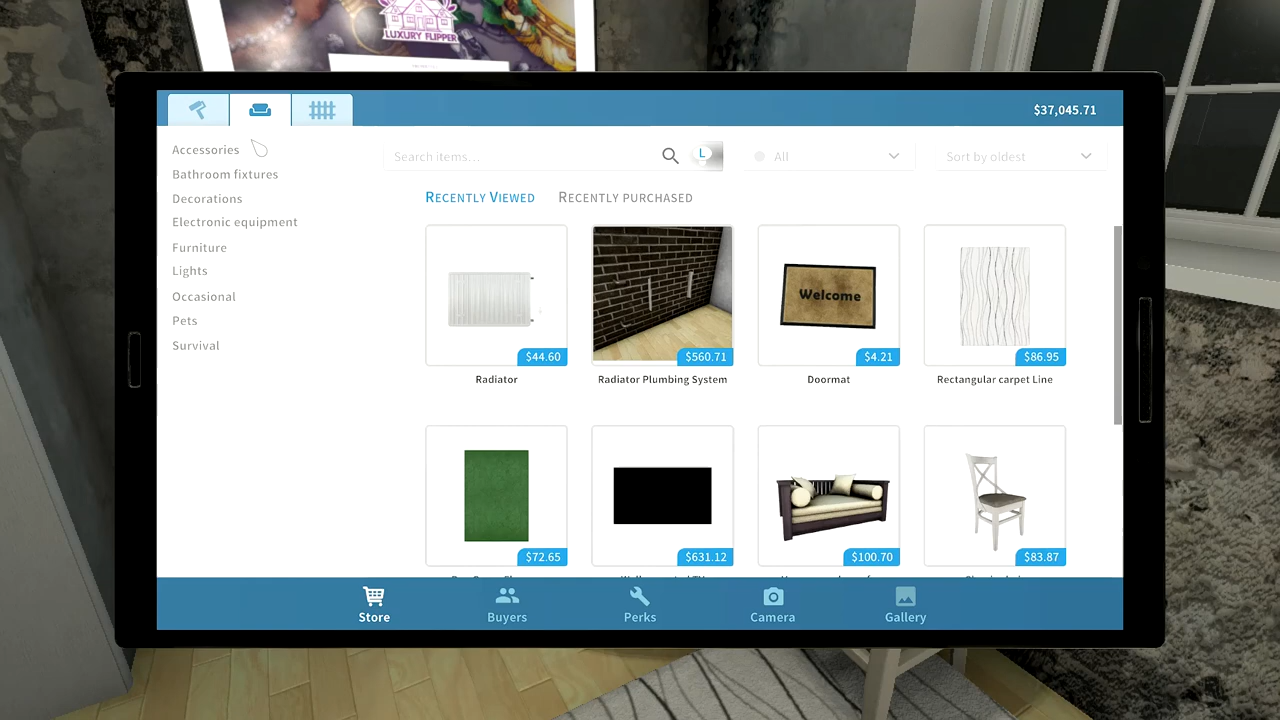 LUXURY FLIPPER
$37,045.71
Accessories
Bathroom fixtures
Decorations
Electronic equipment
Furniture
Lights
Occasional
Pets
Survival
Search items...
L
All
Sort by oldest
RECENTLY VIEWED
RECENTLY PURCHASED
$44.60
Radiator
$560.71
Radiator Plumbing System
Welcome
$4.21
Doormat
$86.95
Rectangular carpet Line
$72.65
$631.12
$100.70
$83.87
Store
Buyers
Perks
Camera
Gallery